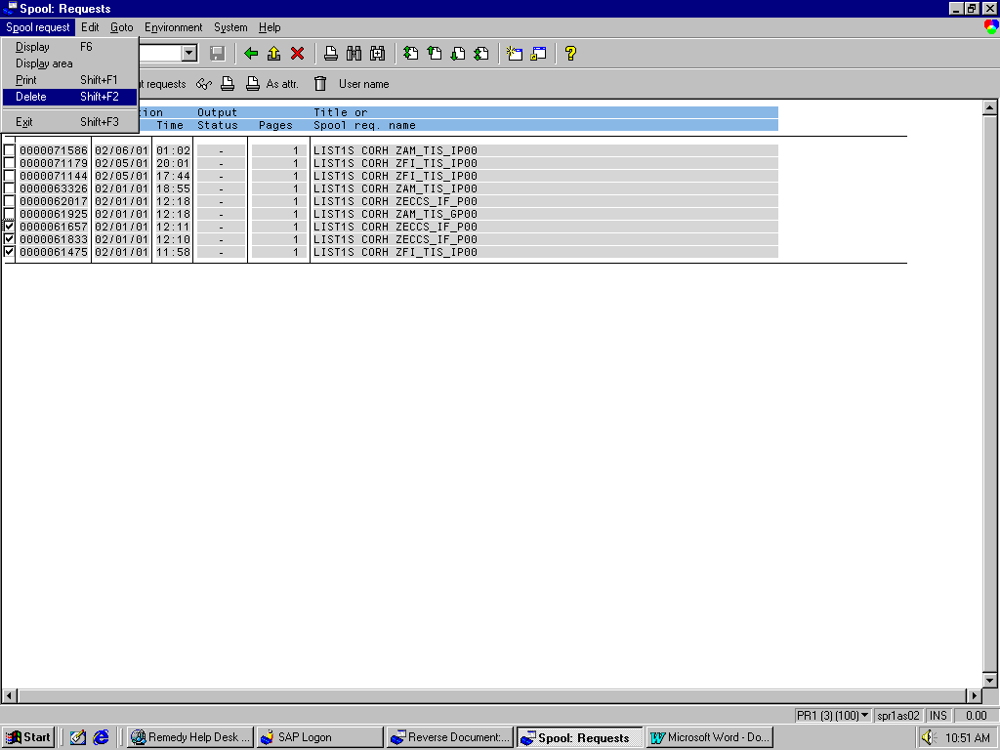 Spool: Requests
Spool request Edit Goto Environment System Help
Display F6
Display area
Print Shift+F1
Delete Shift+F2
Exit Shift+F3
t requests As attr. User name
tion Output Title or
Time Status Pages Spool req. name
0000071586 02/06/01 01:02 - 1 LIST1S CORH ZAM_TIS_IP00
0000071179 02/05/01 20:01 - 1 LIST1S CORH ZFI_TIS_IP00
0000071144 02/05/01 17:44 - 1 LIST1S CORH ZFI_TIS_IP00
0000063326 02/01/01 18:55 - 1 LIST1S CORH ZAM_TIS_IP00
0000062017 02/01/01 12:18 - 1 LIST1S CORH ZECCS_IF_P00
0000061925 02/01/01 12:18 - 1 LIST1S CORH ZAM_TIS_GP00
0000061657 02/01/01 12:11 - 1 LIST1S CORH ZECCS_IF_P00
0000061833 02/01/01 12:10 - 1 LIST1S CORH ZECCS_IF_P00
0000061475 02/01/01 11:58 - 1 LIST1S CORH ZFI_TIS_IP00
PR1 (3) (100) spr1as02 INS 0.00
Start Remedy Help Desk ... SAP Logon Reverse Document:... Spool: Requests Microsoft Word - Do... 10:51 AM